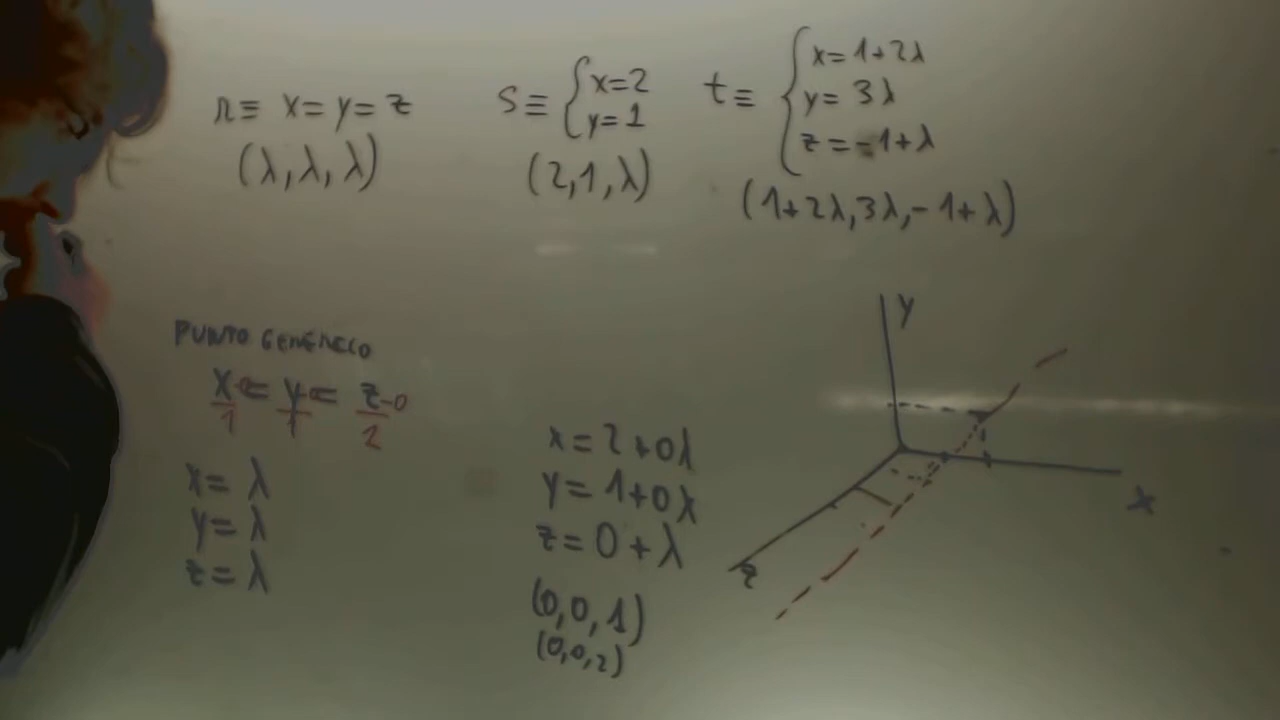 r≡ x=y=z
(λ,λ,λ)
s≡ { x=2
y=1
(2,1,λ)
t≡ { x=1+2λ
y= 3λ
z=-1+λ
(1+2λ,3λ,-1+λ)
PUNTO GENÉRICO
x/1 = y/1 = z-0/2
x= λ
y= λ
z= λ
x=2+0λ
y=1+0λ
z=0+λ
(0,0,1)
(0,0,2)
y
x
z